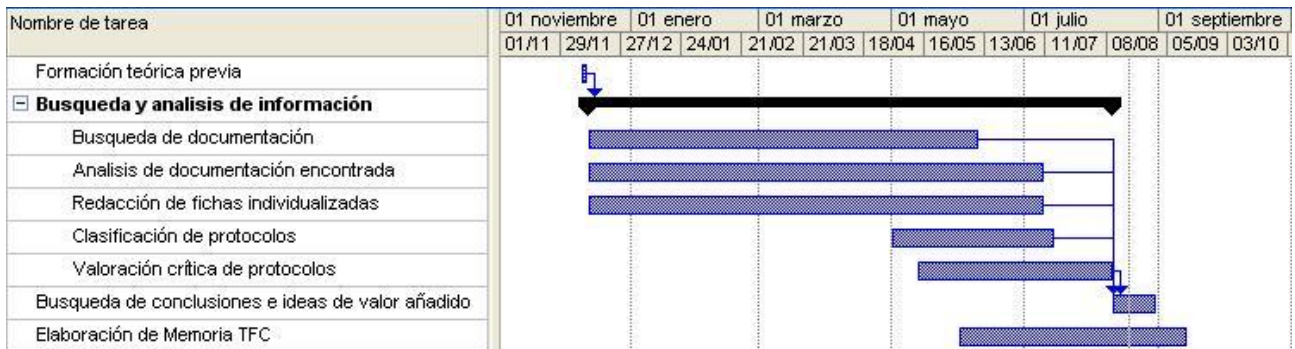 Nombre de tarea
01 noviembre 01 enero 01 marzo 01 mayo 01 julio 01 septiembre
01/11 29/11 27/12 24/01 21/02 21/03 18/04 16/05 13/06 11/07 08/08 05/09 03/10
Formación teórica previa
Busqueda y analisis de información
Busqueda de documentación
Analisis de documentación encontrada
Redacción de fichas individualizadas
Clasificación de protocolos
Valoración crítica de protocolos
Busqueda de conclusiones e ideas de valor añadido
Elaboración de Memoria TFC